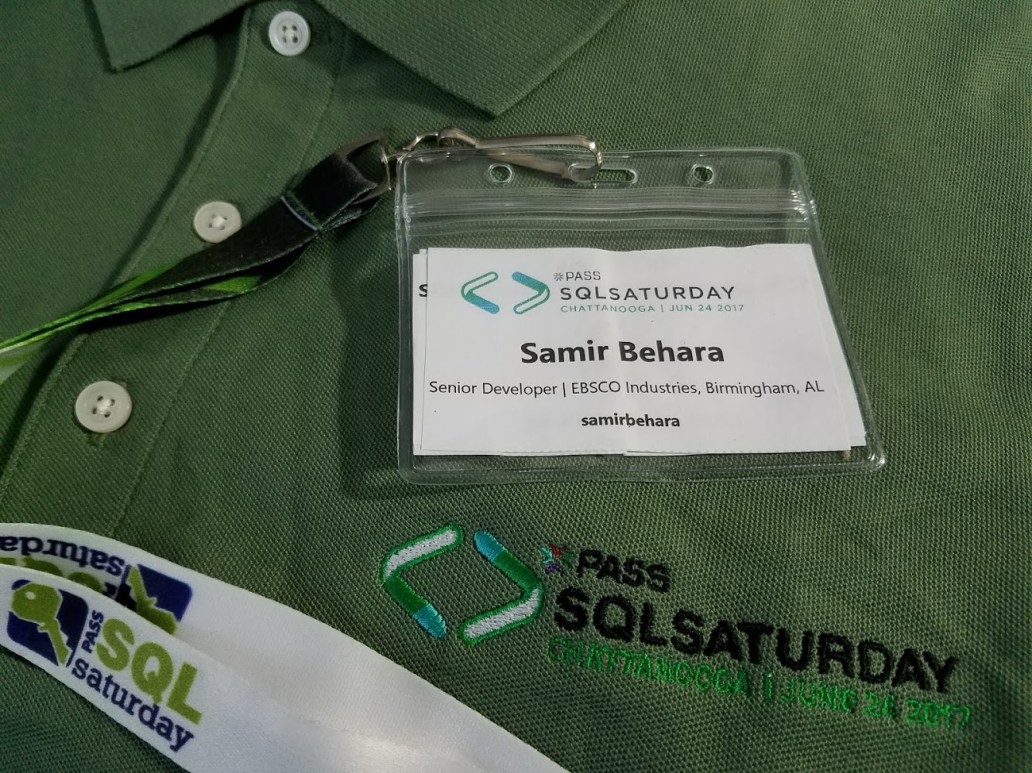 S
PASS
SQLSATURDAY
CHATTANOOGA | JUN 24 2017
Samir Behara
Senior Developer | EBSCO Industries, Birmingham, AL
samirbehara
PASS
SQLSATURDAY
CHATTANOOGA | JUNE 24 2017
saturda
PASS
SQL
saturday